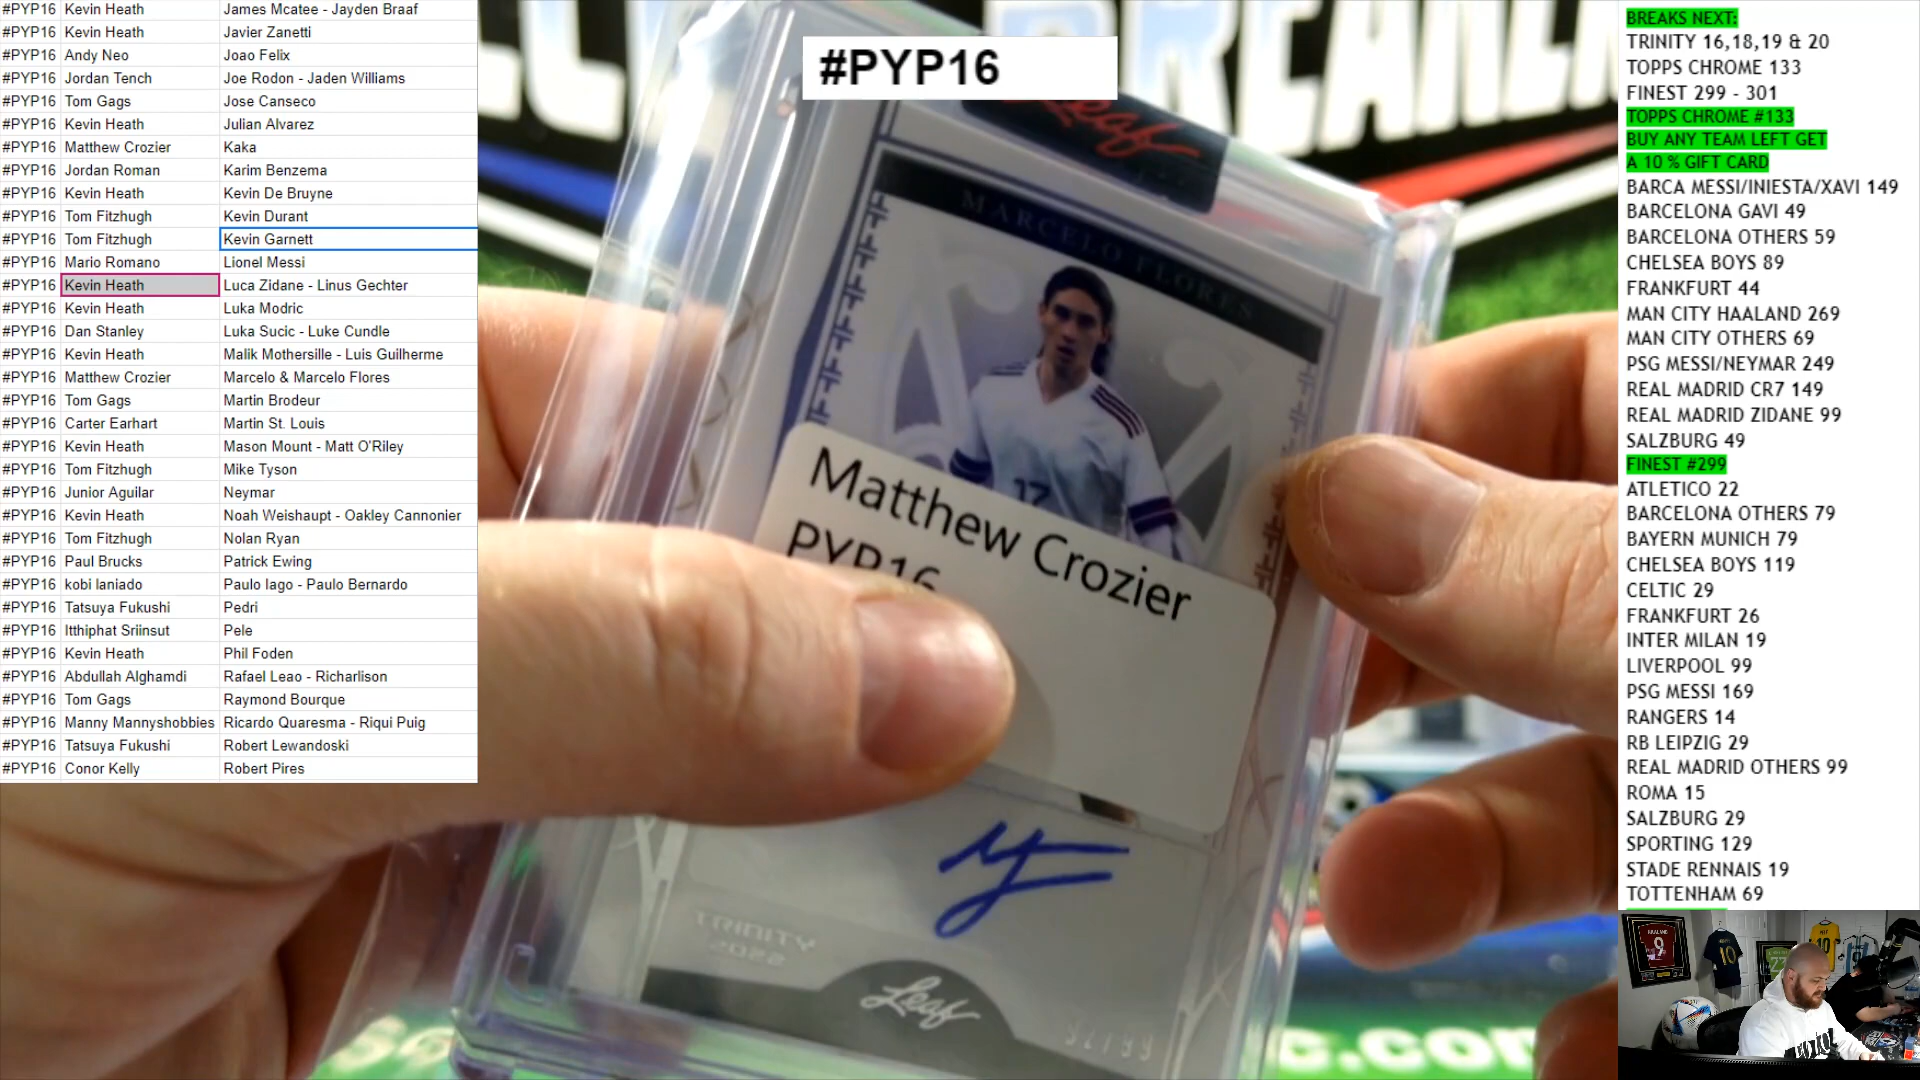 #PYP16 Kevin Heath James Mcatee - Jayden Braaf
#PYP16 Kevin Heath Javier Zanetti
#PYP16 Andy Neo Joao Felix
#PYP16 Jordan Tench Joe Rodon - Jaden Williams
#PYP16 Tom Gags Jose Canseco
#PYP16 Kevin Heath Julian Alvarez
#PYP16 Matthew Crozier Kaka
#PYP16 Jordan Roman Karim Benzema
#PYP16 Kevin Heath Kevin De Bruyne
#PYP16 Tom Fitzhugh Kevin Durant
#PYP16 Tom Fitzhugh Kevin Garnett
#PYP16 Mario Romano Lionel Messi
#PYP16 Kevin Heath Luca Zidane - Linus Gechter
#PYP16 Kevin Heath Luka Modric
#PYP16 Dan Stanley Luka Sucic - Luke Cundle
#PYP16 Kevin Heath Malik Mothersille - Luis Guilherme
#PYP16 Matthew Crozier Marcelo & Marcelo Flores
#PYP16 Tom Gags Martin Brodeur
#PYP16 Carter Earhart Martin St. Louis
#PYP16 Kevin Heath Mason Mount - Matt O'Riley
#PYP16 Tom Fitzhugh Mike Tyson
#PYP16 Junior Aguilar Neymar
#PYP16 Kevin Heath Noah Weishaupt - Oakley Cannonier
#PYP16 Tom Fitzhugh Nolan Ryan
#PYP16 Paul Brucks Patrick Ewing
#PYP16 kobi laniado Paulo Iago - Paulo Bernardo
#PYP16 Tatsuya Fukushi Pedri
#PYP16 Itthiphat Sriinsut Pele
#PYP16 Kevin Heath Phil Foden
#PYP16 Abdullah Alghamdi Rafael Leao - Richarlison
#PYP16 Tom Gags Raymond Bourque
#PYP16 Manny Mannyshobbies Ricardo Quaresma - Riqui Puig
#PYP16 Tatsuya Fukushi Robert Lewandoski
#PYP16 Conor Kelly Robert Pires
#PYP16
Leaf
MARCELO FLORES
17
Matthew Crozier
PYP16
TRINITY
2022
Leaf
c.com
BREAKS NEXT:
TRINITY 16,18,19 & 20
TOPPS CHROME 133
FINEST 299 - 301
TOPPS CHROME #133
BUY ANY TEAM LEFT GET
A 10 % GIFT CARD
BARCA MESSI/INIESTA/XAVI 149
BARCELONA GAVI 49
BARCELONA OTHERS 59
CHELSEA BOYS 89
FRANKFURT 44
MAN CITY HAALAND 269
MAN CITY OTHERS 69
PSG MESSI/NEYMAR 249
REAL MADRID CR7 149
REAL MADRID ZIDANE 99
SALZBURG 49
FINEST #299
ATLETICO 22
BARCELONA OTHERS 79
BAYERN MUNICH 79
CHELSEA BOYS 119
CELTIC 29
FRANKFURT 26
INTER MILAN 19
LIVERPOOL 99
PSG MESSI 169
RANGERS 14
RB LEIPZIG 29
REAL MADRID OTHERS 99
ROMA 15
SALZBURG 29
SPORTING 129
STADE RENNAIS 19
TOTTENHAM 69
HAALAND
9
10
10